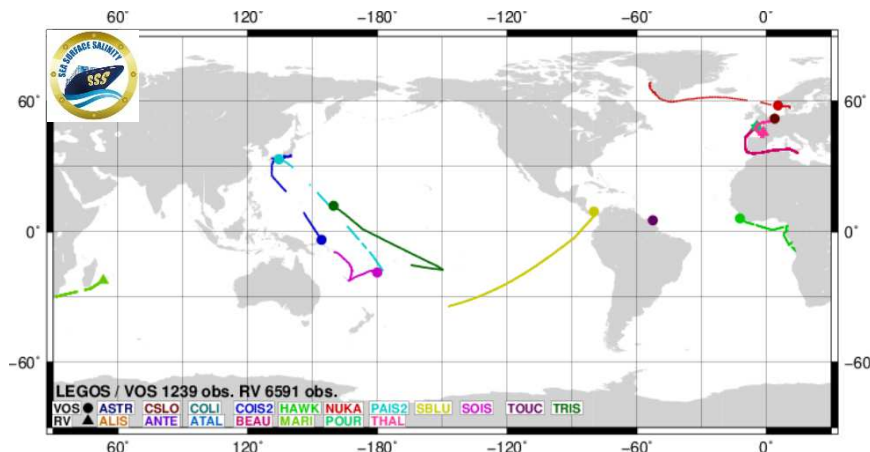 60° 120° −180° −120° −60° 0°
SEA SURFACE SALINITY
SSS
60° 60°
0° 0°
−60° −60°
LEGOS / VOS 1239 obs. RV 6591 obs.
VOS ASTR CSLO COLI COIS2 HAWK NUKA PAIS2 SBLU SOIS TOUC TRIS
RV ALIS ANTE ATAL BEAU MARI POUR THAL
60° 120° −180° −120° −60° 0°